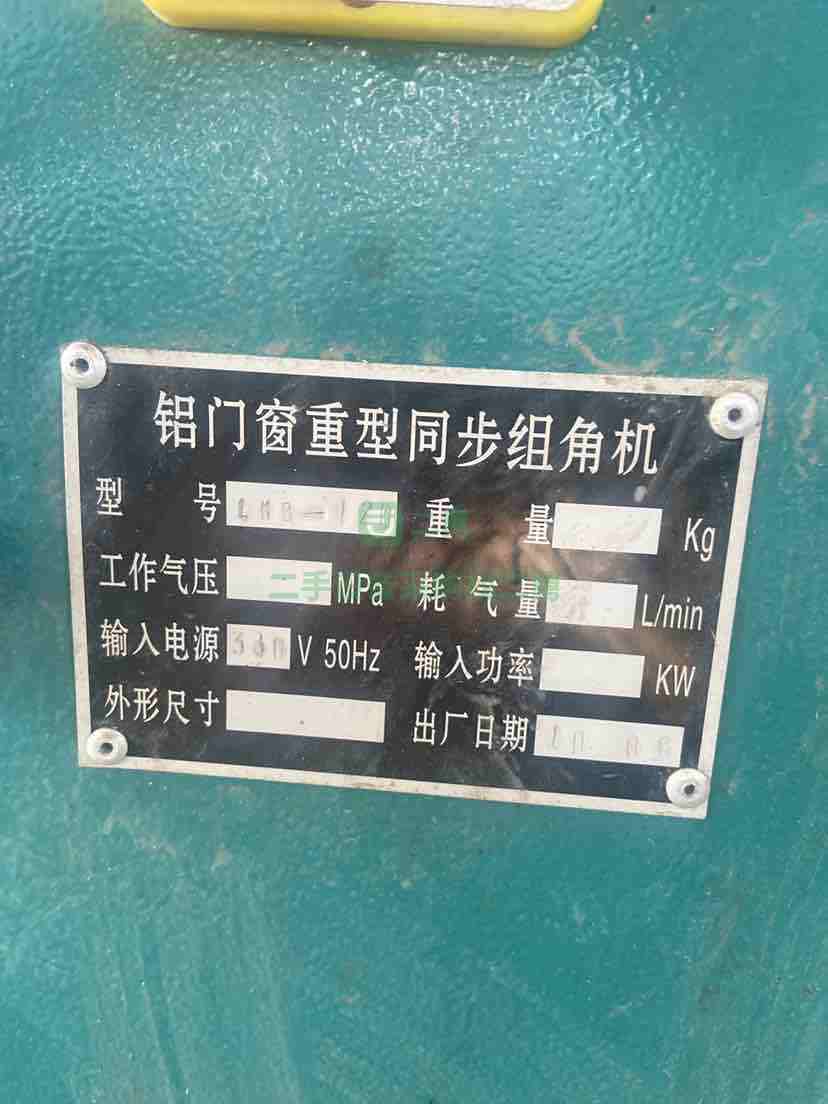 铝门窗重型同步组角机
型 号 重 量 Kg
工作气压 MPa 耗气量 L/min
输入电源 380 V 50Hz 输入功率 KW
外形尺寸 出厂日期